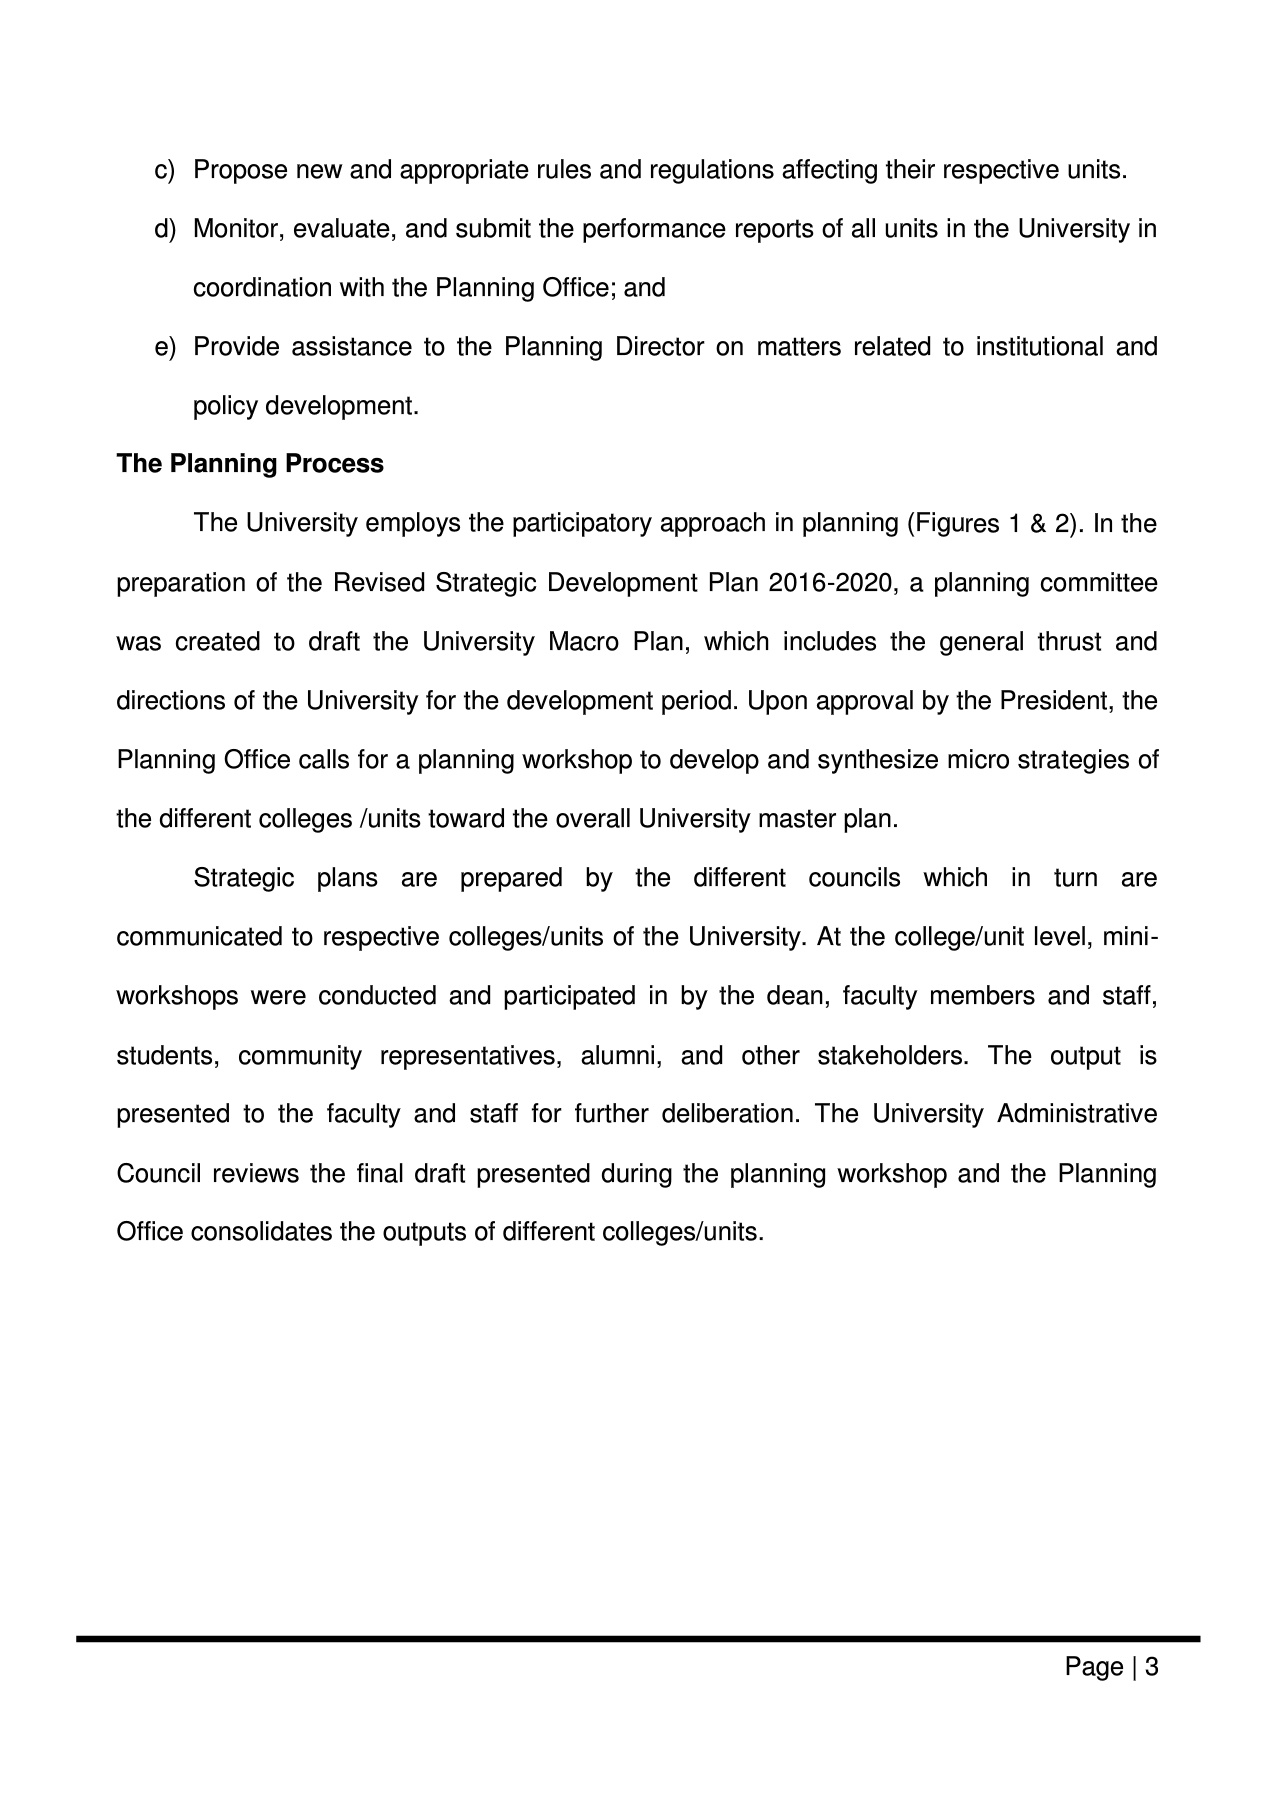 c) Propose new and appropriate rules and regulations affecting their respective units.
d) Monitor, evaluate, and submit the performance reports of all units in the University in
coordination with the Planning Office; and
e) Provide assistance to the Planning Director on matters related to institutional and
policy development.
The Planning Process
The University employs the participatory approach in planning (Figures 1 & 2). In the
preparation of the Revised Strategic Development Plan 2016-2020, a planning committee
was created to draft the University Macro Plan, which includes the general thrust and
directions of the University for the development period. Upon approval by the President, the
Planning Office calls for a planning workshop to develop and synthesize micro strategies of
the different colleges /units toward the overall University master plan.
Strategic plans are prepared by the different councils which in turn are
communicated to respective colleges/units of the University. At the college/unit level, mini-
workshops were conducted and participated in by the dean, faculty members and staff,
students, community representatives, alumni, and other stakeholders. The output is
presented to the faculty and staff for further deliberation. The University Administrative
Council reviews the final draft presented during the planning workshop and the Planning
Office consolidates the outputs of different colleges/units.
Page | 3